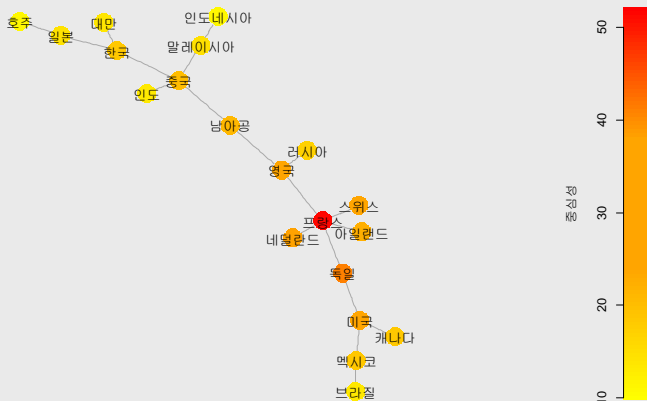 인도네시아
호주
대만
일본
말레이시아
한국
중국
인도
남아공
러시아
영국
스위스
프랑스
아일랜드
네덜란드
독일
미국
캐나다
멕시코
브라질
중심성
50
40
30
20
10